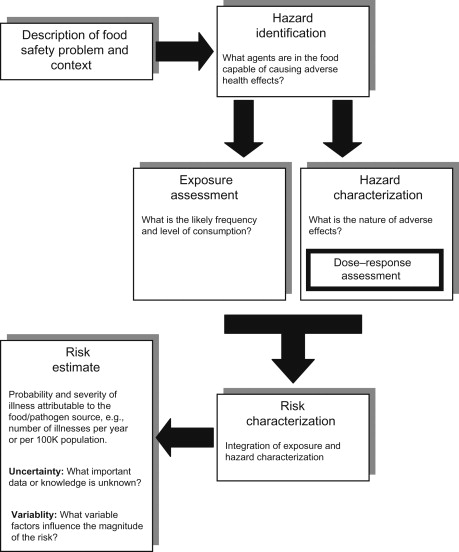 Description of food
safety problem and
context
Hazard
identification
What agents are in the food
capable of causing adverse
health effects?
Exposure
assessment
What is the likely frequency
and level of consumption?
Hazard
characterization
What is the nature of adverse
effects?
Dose–response
assessment
Risk
characterization
Integration of exposure and
hazard characterization
Risk
estimate
Probability and severity of
illness attributable to the
food/pathogen source, e.g.,
number of illnesses per year
or per 100K population.
Uncertainty: What important
data or knowledge is unknown?
Variablity: What variable
factors influence the magnitude
of the risk?